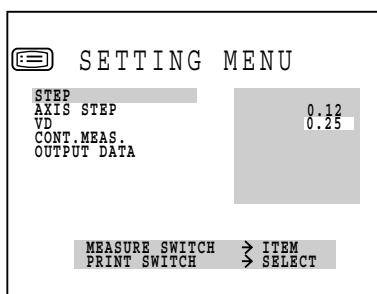 SETTING MENU
STEP
AXIS STEP 0.12
VD 0.25
CONT.MEAS.
OUTPUT DATA
MEASURE SWITCH → ITEM
PRINT SWITCH → SELECT